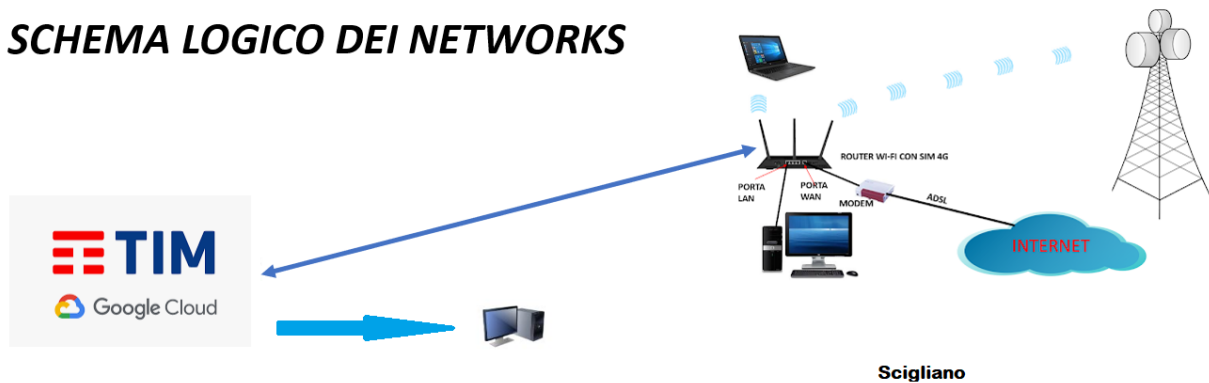 SCHEMA LOGICO DEI NETWORKS
ROUTER WI-FI CON SIM 4G
PORTA
LAN
PORTA
WAN
MODEM
ADSL
INTERNET
TIM
Google Cloud
Scigliano